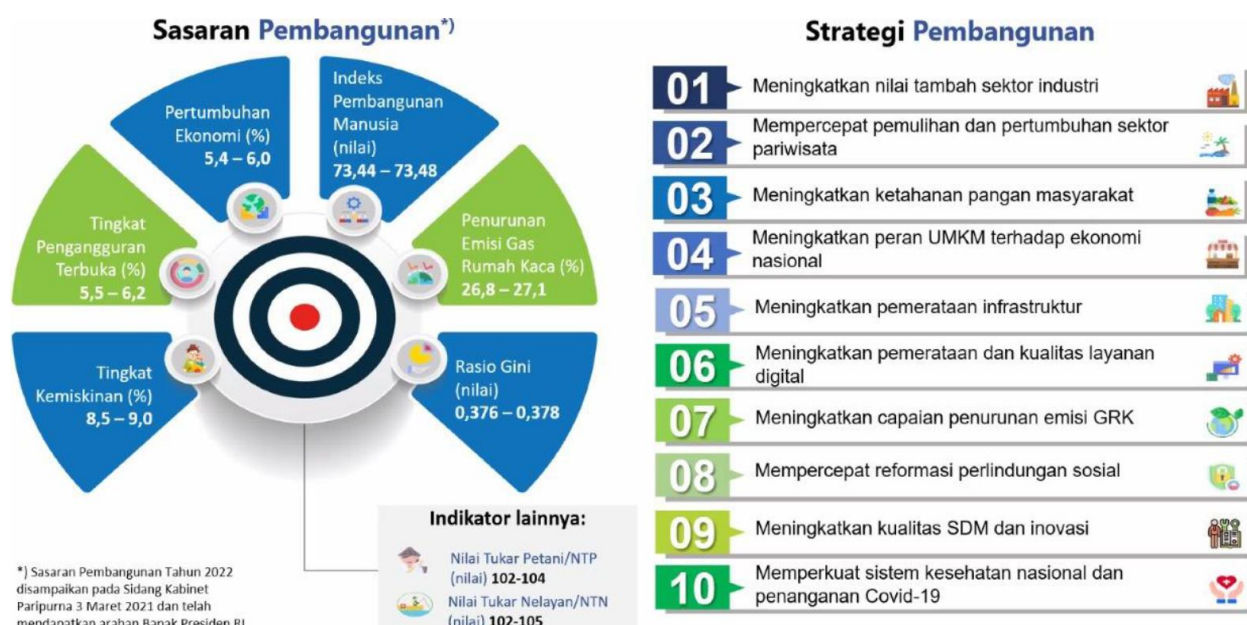 Sasaran Pembangunan*)
Pertumbuhan
Ekonomi (%)
5,4 – 6,0
Indeks
Pembangunan
Manusia
(nilai)
73,44 – 73,48
Tingkat
Pengangguran
Terbuka (%)
5,5 – 6,2
Penurunan
Emisi Gas
Rumah Kaca (%)
26,8 – 27,1
Tingkat
Kemiskinan (%)
8,5 – 9,0
Rasio Gini
(nilai)
0,376 – 0,378
Indikator lainnya:
Nilai Tukar Petani/NTP
(nilai) 102-104
Nilai Tukar Nelayan/NTN
(nilai) 102-105
*) Sasaran Pembangunan Tahun 2022
disampaikan pada Sidang Kabinet
Paripurna 3 Maret 2021 dan telah
mendapatkan arahan Bapak Presiden RI
Strategi Pembangunan
01 Meningkatkan nilai tambah sektor industri
02 Mempercepat pemulihan dan pertumbuhan sektor
pariwisata
03 Meningkatkan ketahanan pangan masyarakat
04 Meningkatkan peran UMKM terhadap ekonomi
nasional
05 Meningkatkan pemerataan infrastruktur
06 Meningkatkan pemerataan dan kualitas layanan
digital
07 Meningkatkan capaian penurunan emisi GRK
08 Mempercepat reformasi perlindungan sosial
09 Meningkatkan kualitas SDM dan inovasi
10 Memperkuat sistem kesehatan nasional dan
penanganan Covid-19